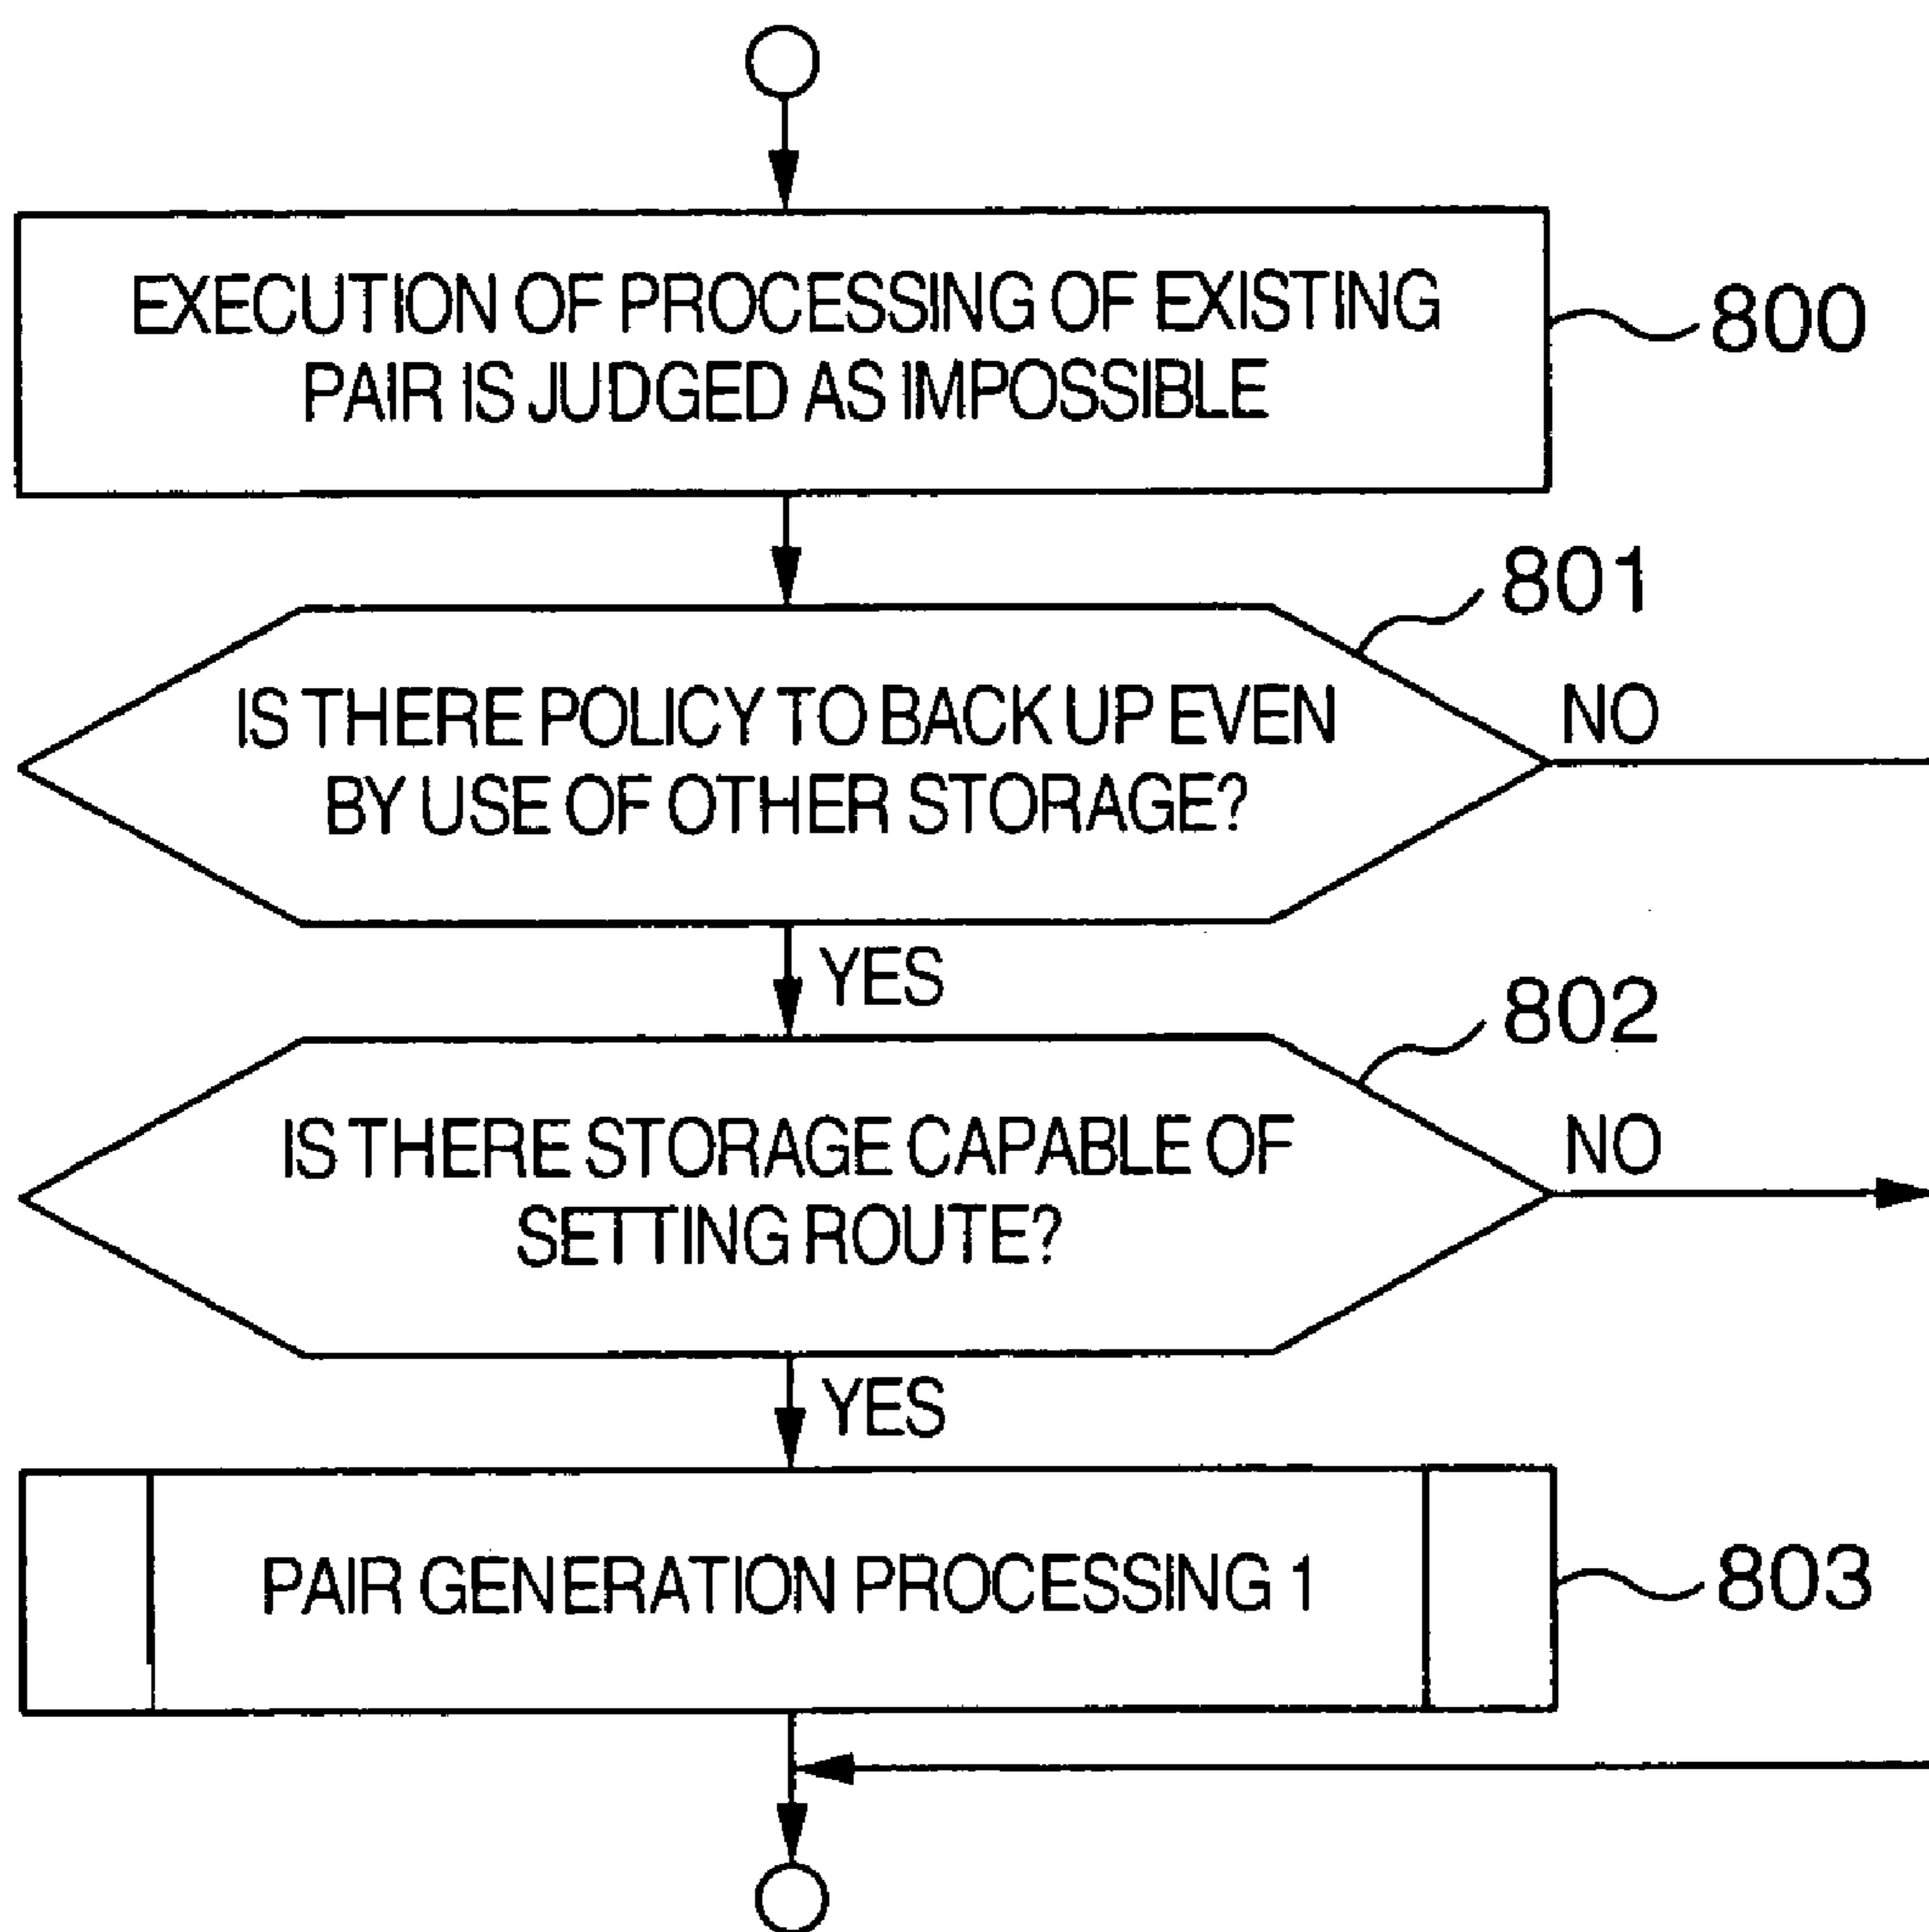 EXECUTION OF PROCESSING OF EXISTING
PAIR IS JUDGED AS IMPOSSIBLE
800
801
IS THERE POLICY TO BACK UP EVEN
BY USE OF OTHER STORAGE?
NO
YES
802
IS THERE STORAGE CAPABLE OF
SETTING ROUTE?
NO
YES
PAIR GENERATION PROCESSING 1
803